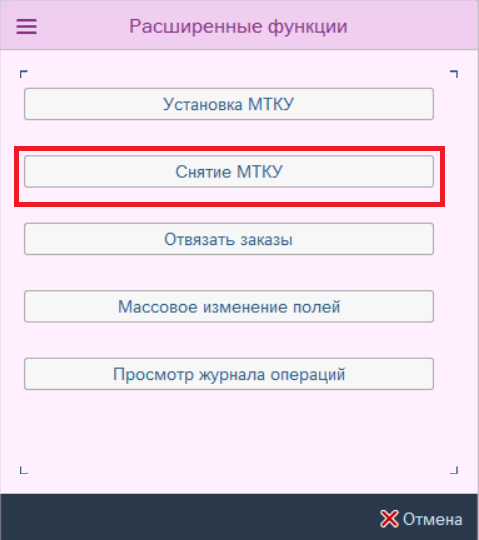 Расширенные функции
Установка МТКУ
Снятие МТКУ
Отвязать заказы
Массовое изменение полей
Просмотр журнала операций
Отмена